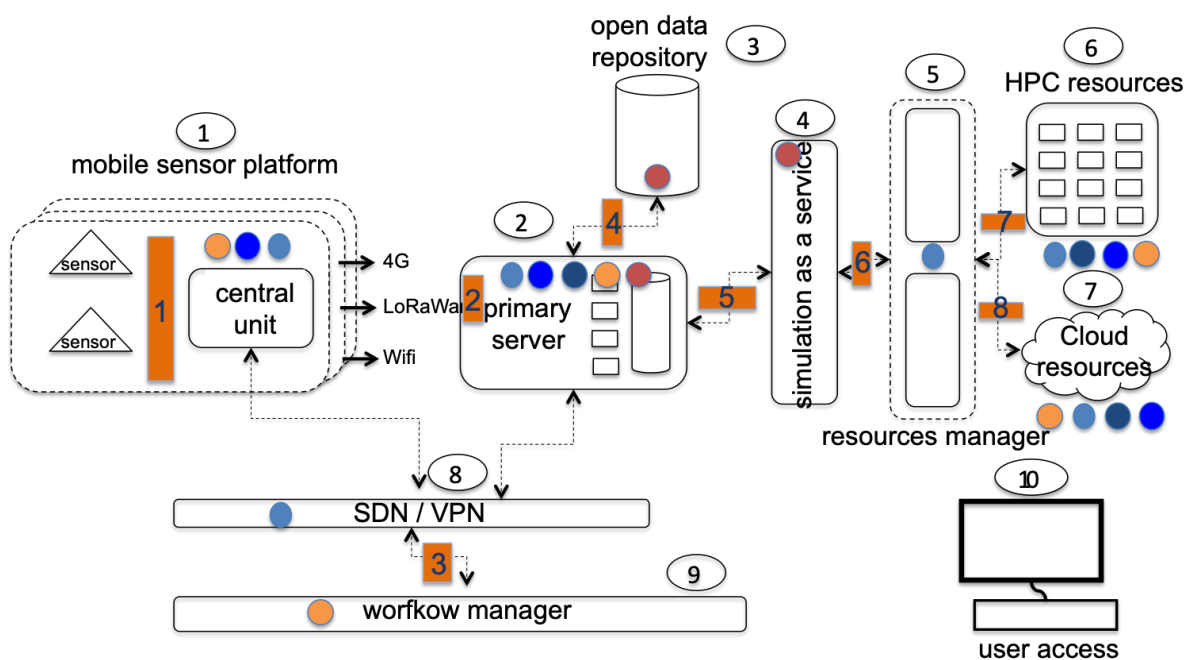 open data
repository
3
6
HPC resources
5
4
1
mobile sensor platform
simulation as a service
2
4
7
sensor
central
unit
1
4G
LoRaWar
Wifi
2
primary
server
5
6
7
8
Cloud
resources
sensor
resources manager
8
SDN / VPN
10
3
9
worfkow manager
user access